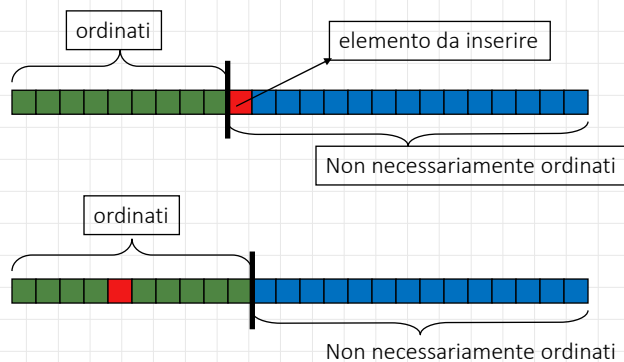 ordinati
elemento da inserire
Non necessariamente ordinati
ordinati
Non necessariamente ordinati